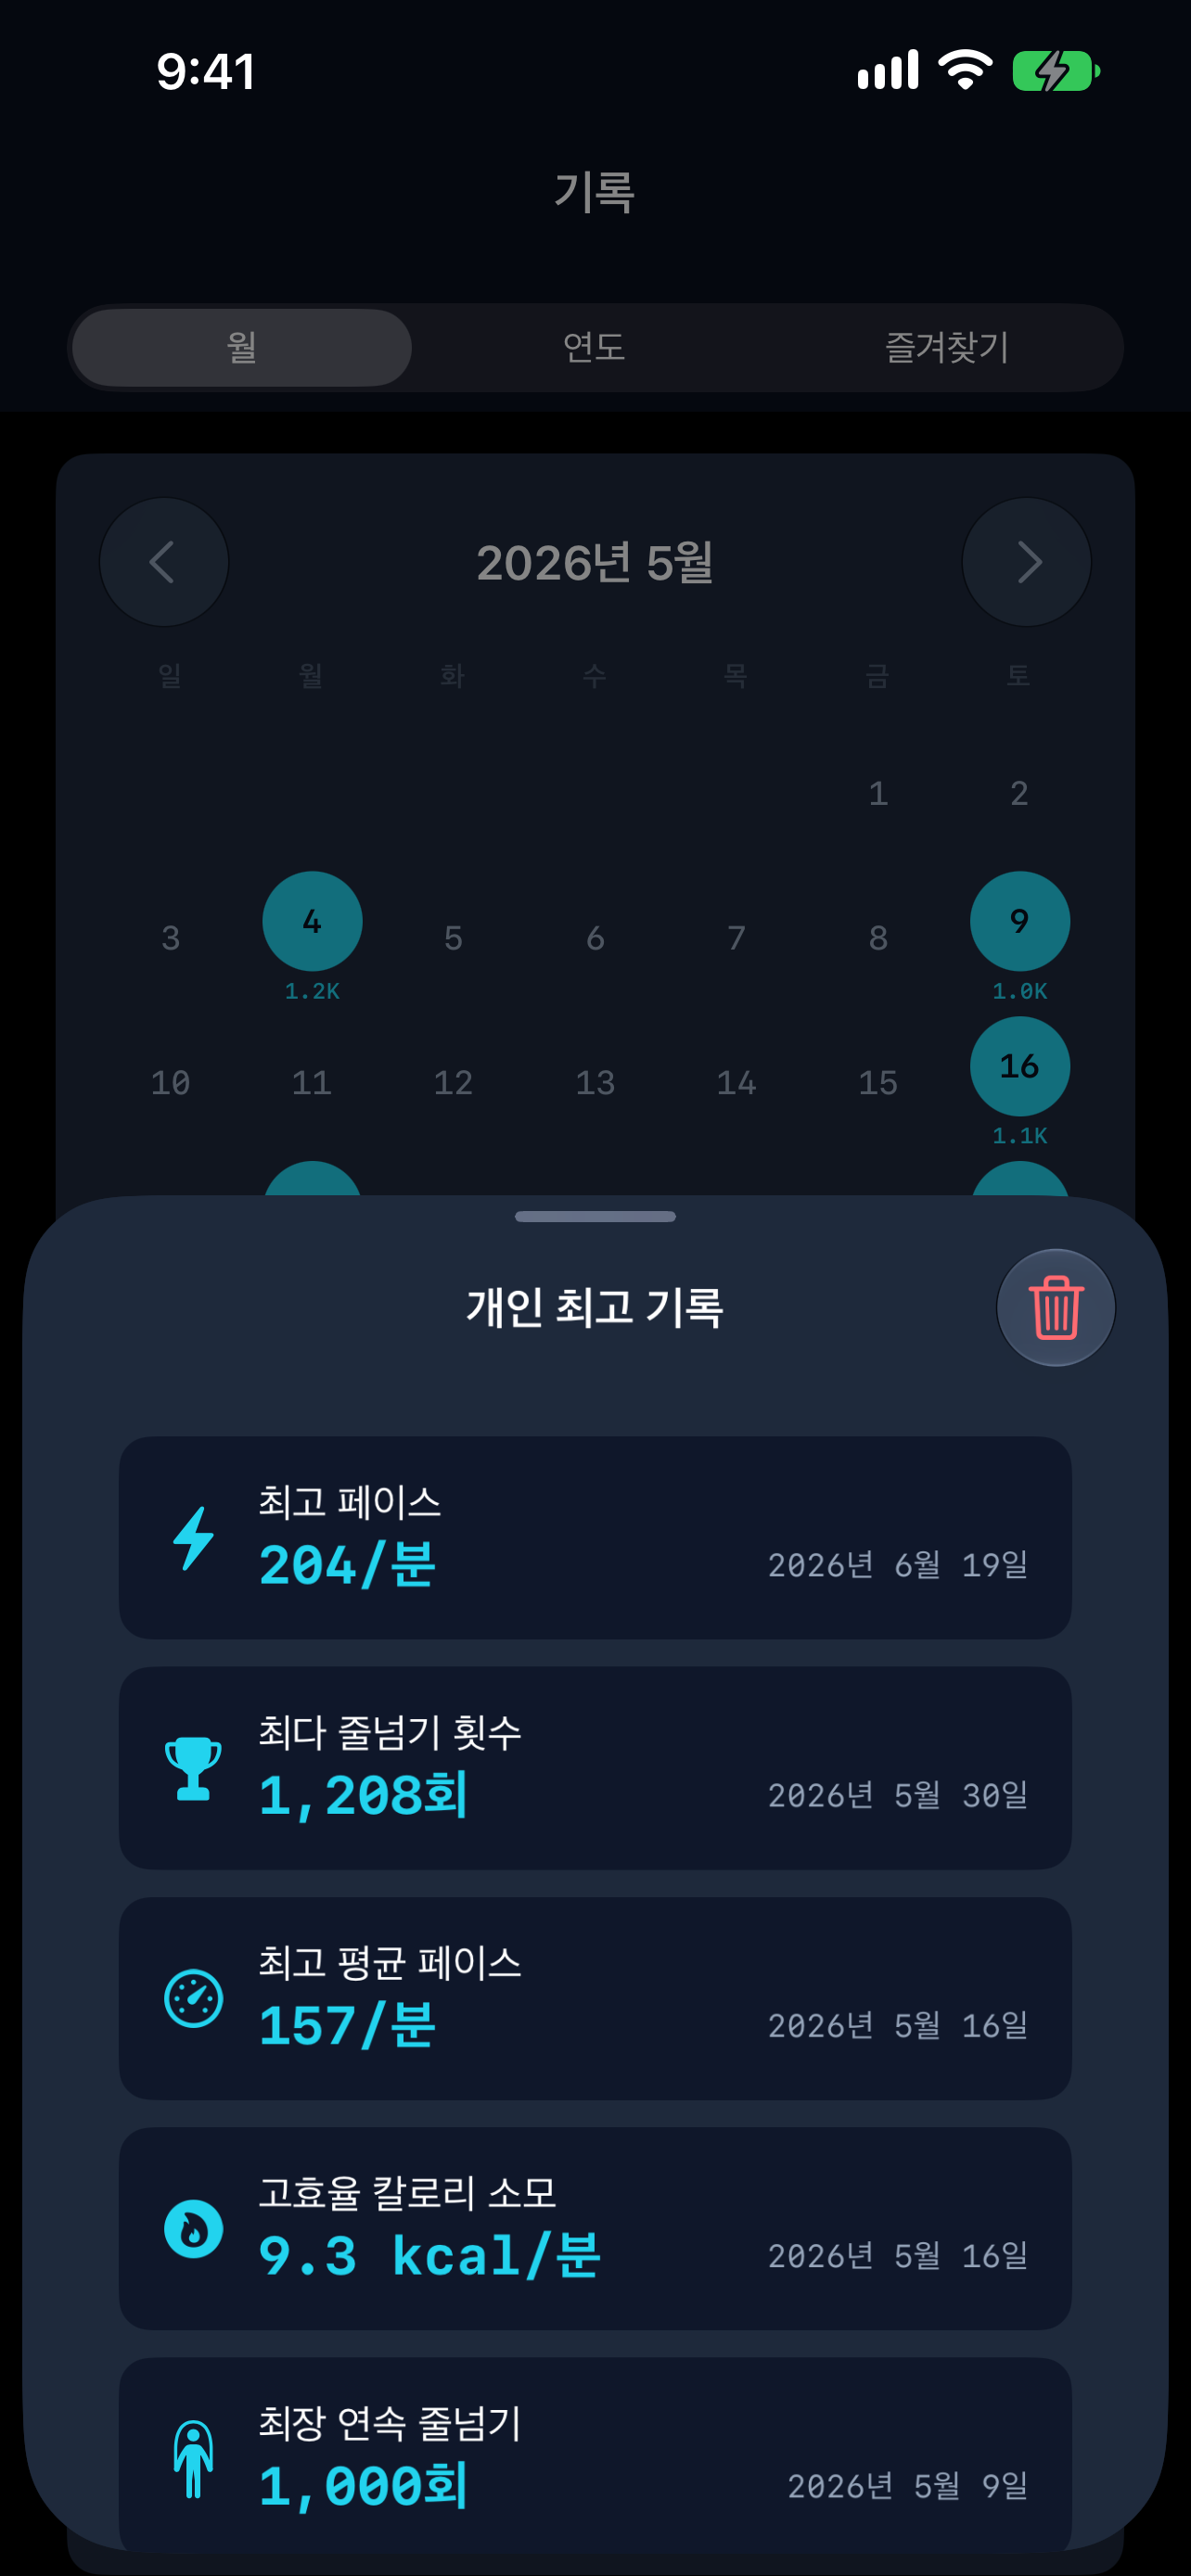 9:41
기록
월 연도 즐겨찾기
2026년 5월
일 월 화 수 목 금 토
1 2
3 4 5 6 7 8 9
1.2K 1.0K
10 11 12 13 14 15 16
1.1K
개인 최고 기록
최고 페이스
204/분 2026년 6월 19일
최다 줄넘기 횟수
1,208회 2026년 5월 30일
최고 평균 페이스
157/분 2026년 5월 16일
고효율 칼로리 소모
9.3 kcal/분 2026년 5월 16일
최장 연속 줄넘기
1,000회 2026년 5월 9일